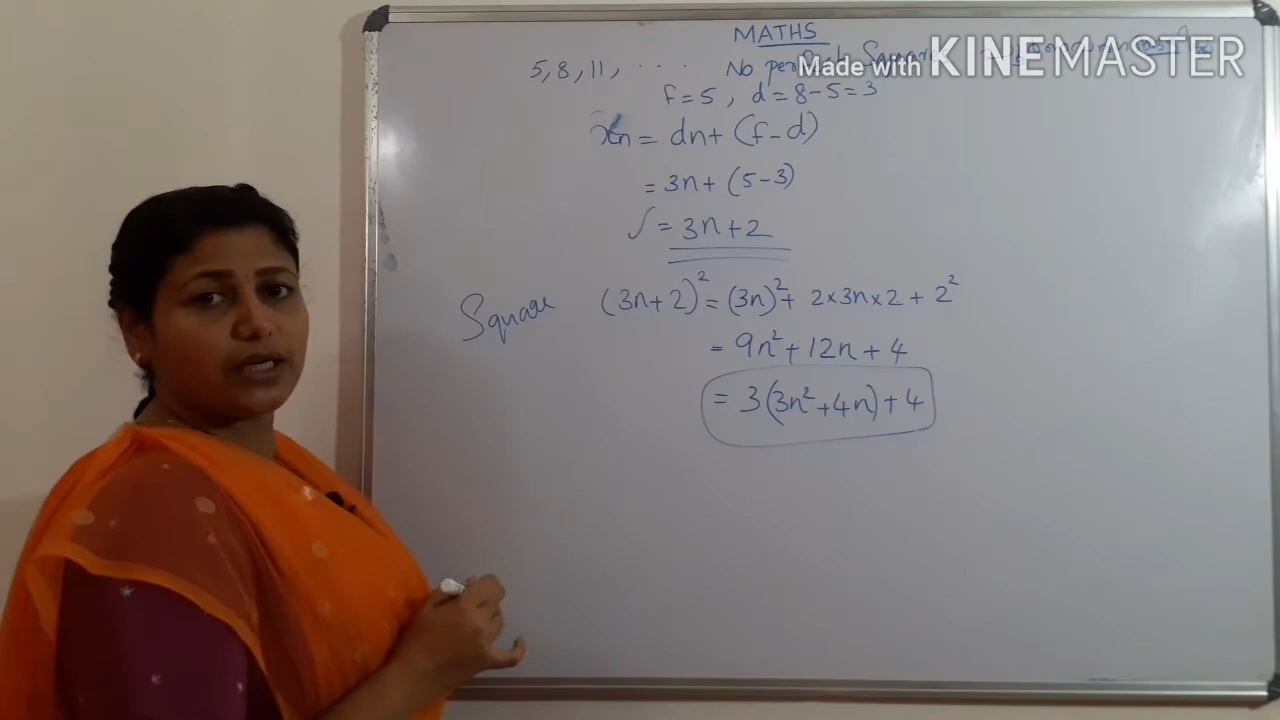 MATHS
5, 8, 11, . . . No perfect Square
Made with KINEMASTER
f = 5 , d = 8 - 5 = 3
xn = dn + (f - d)
= 3n + (5 - 3)
= 3n + 2
Square (3n + 2)² = (3n)² + 2 × 3n × 2 + 2²
= 9n² + 12n + 4
= 3(3n² + 4n) + 4